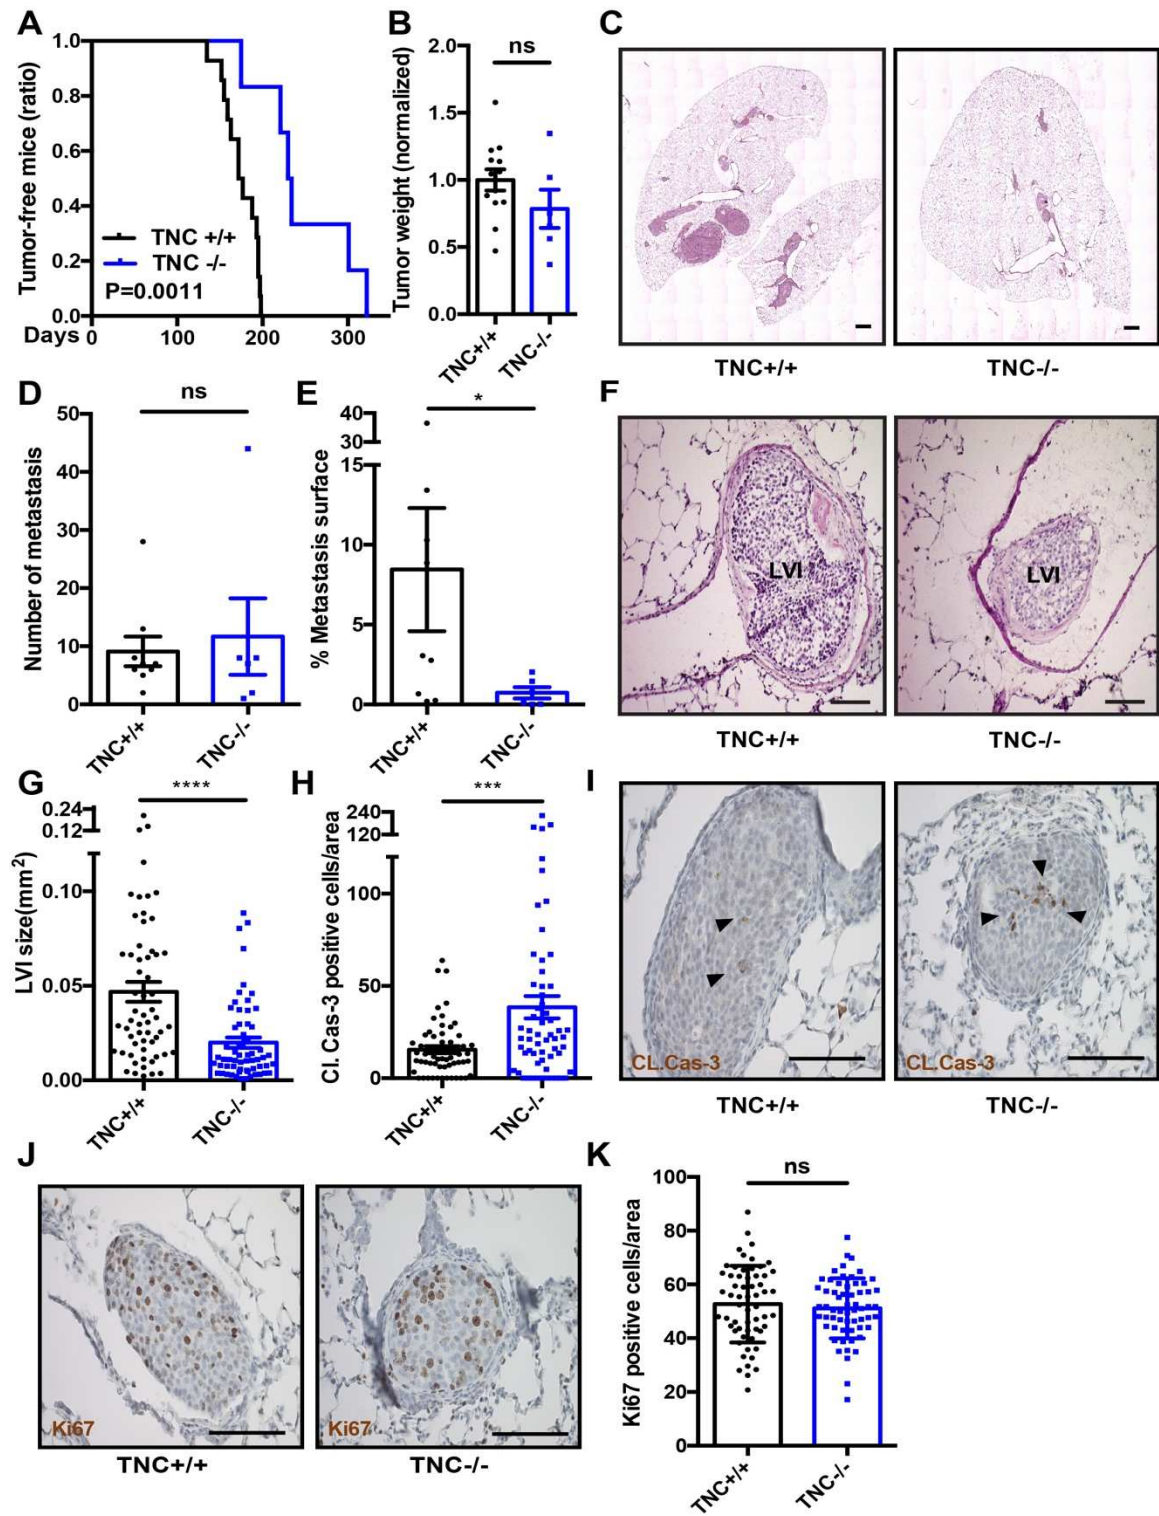 A
Tumor-free mice (ratio)
1.0
0.8
0.6
0.4
0.2
0.0
TNC +/+
TNC -/-
P=0.0011
Days
0
100
200
300
B
Tumor weight (normalized)
2.0
1.5
1.0
0.5
0.0
ns
TNC+/+
TNC-/-
C
TNC+/+
TNC-/-
D
Number of metastasis
50
40
30
20
10
0
ns
TNC+/+
TNC-/-
E
% Metastasis surface
40
30
15
10
5
0
*
TNC+/+
TNC-/-
F
LVI
LVI
TNC+/+
TNC-/-
G
LVI size(mm²)
0.24
0.12
0.10
0.05
0.00
****
TNC+/+
TNC-/-
H
Cl. Cas-3 positive cells/area
240
120
100
50
0
***
TNC+/+
TNC-/-
I
CL.Cas-3
CL.Cas-3
TNC+/+
TNC-/-
J
Ki67
Ki67
TNC+/+
TNC-/-
K
Ki67 positive cells/area
100
80
60
40
20
0
ns
TNC+/+
TNC-/-